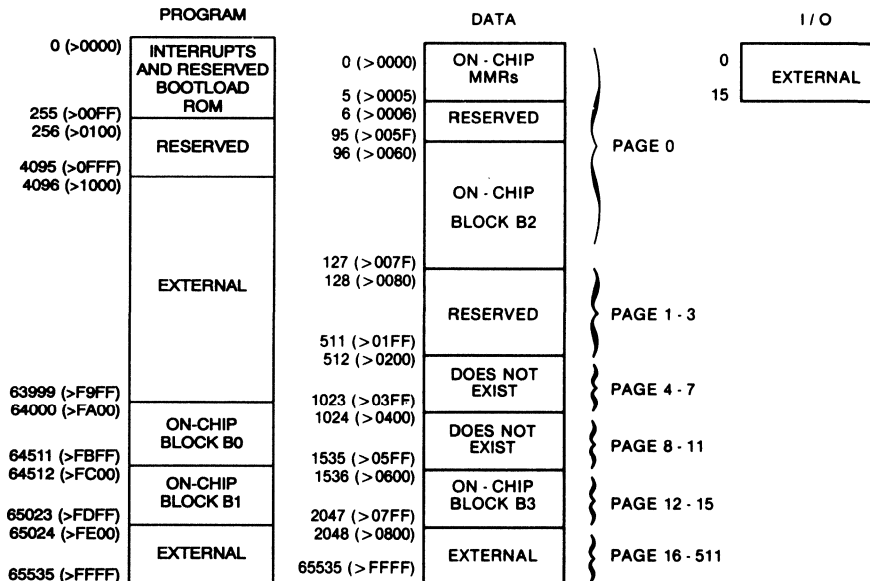 PROGRAM
0 (>0000)
INTERRUPTS
AND RESERVED
BOOTLOAD
ROM
255 (>00FF)
256 (>0100)
RESERVED
4095 (>0FFF)
4096 (>1000)
EXTERNAL
63999 (>F9FF)
64000 (>FA00)
ON-CHIP
BLOCK B0
64511 (>FBFF)
64512 (>FC00)
ON-CHIP
BLOCK B1
65023 (>FDFF)
65024 (>FE00)
EXTERNAL
65535 (>FFFF)
DATA
0 (>0000)
ON - CHIP
MMRs
5 (>0005)
6 (>0006)
RESERVED
95 (>005F)
96 (>0060)
PAGE 0
ON - CHIP
BLOCK B2
127 (>007F)
128 (>0080)
RESERVED
PAGE 1 - 3
511 (>01FF)
512 (>0200)
DOES NOT
EXIST
PAGE 4 - 7
1023 (>03FF)
1024 (>0400)
DOES NOT
EXIST
PAGE 8 - 11
1535 (>05FF)
1536 (>0600)
ON - CHIP
BLOCK B3
PAGE 12 - 15
2047 (>07FF)
2048 (>0800)
EXTERNAL
PAGE 16 - 511
65535 (>FFFF)
I / O
0
EXTERNAL
15